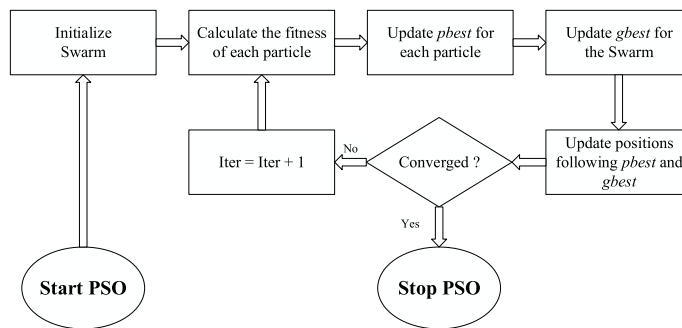 Initialize
Swarm
Calculate the fitness
of each particle
Update pbest for
each particle
Update gbest for
the Swarm
Update positions
following pbest and
gbest
Converged ?
No
Iter = Iter + 1
Yes
Start PSO
Stop PSO